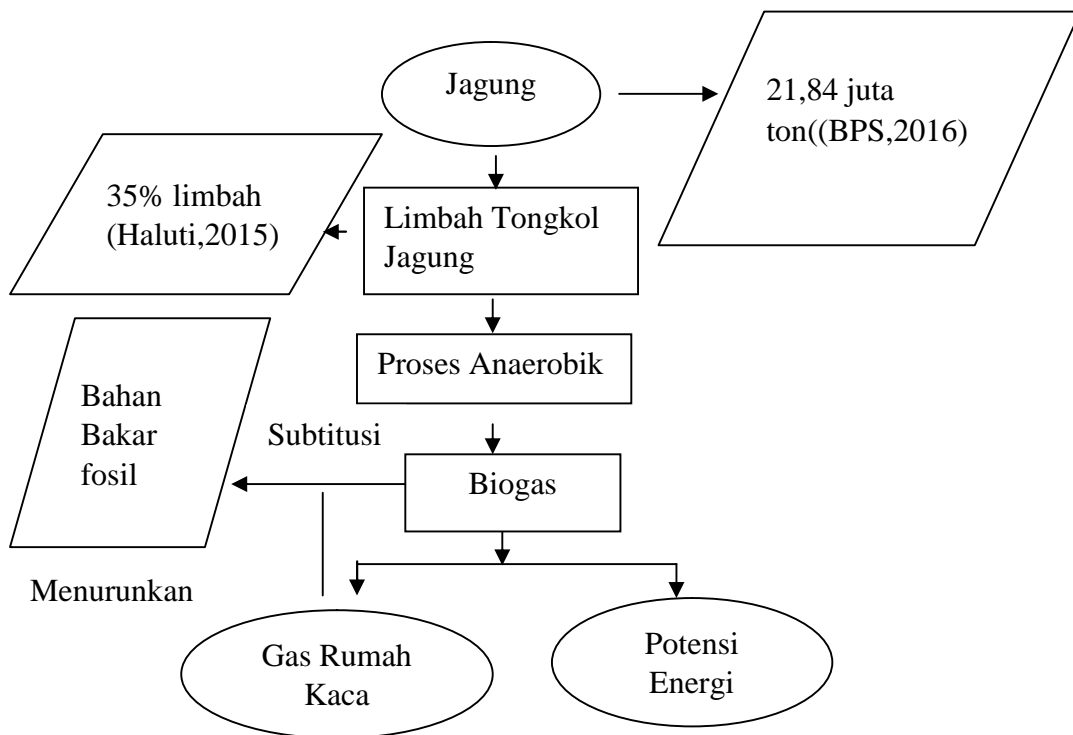 Jagung
21,84 juta
ton((BPS,2016)
35% limbah
(Haluti,2015)
Limbah Tongkol
Jagung
Proses Anaerobik
Bahan
Bakar
fosil
Subtitusi
Biogas
Menurunkan
Gas Rumah
Kaca
Potensi
Energi